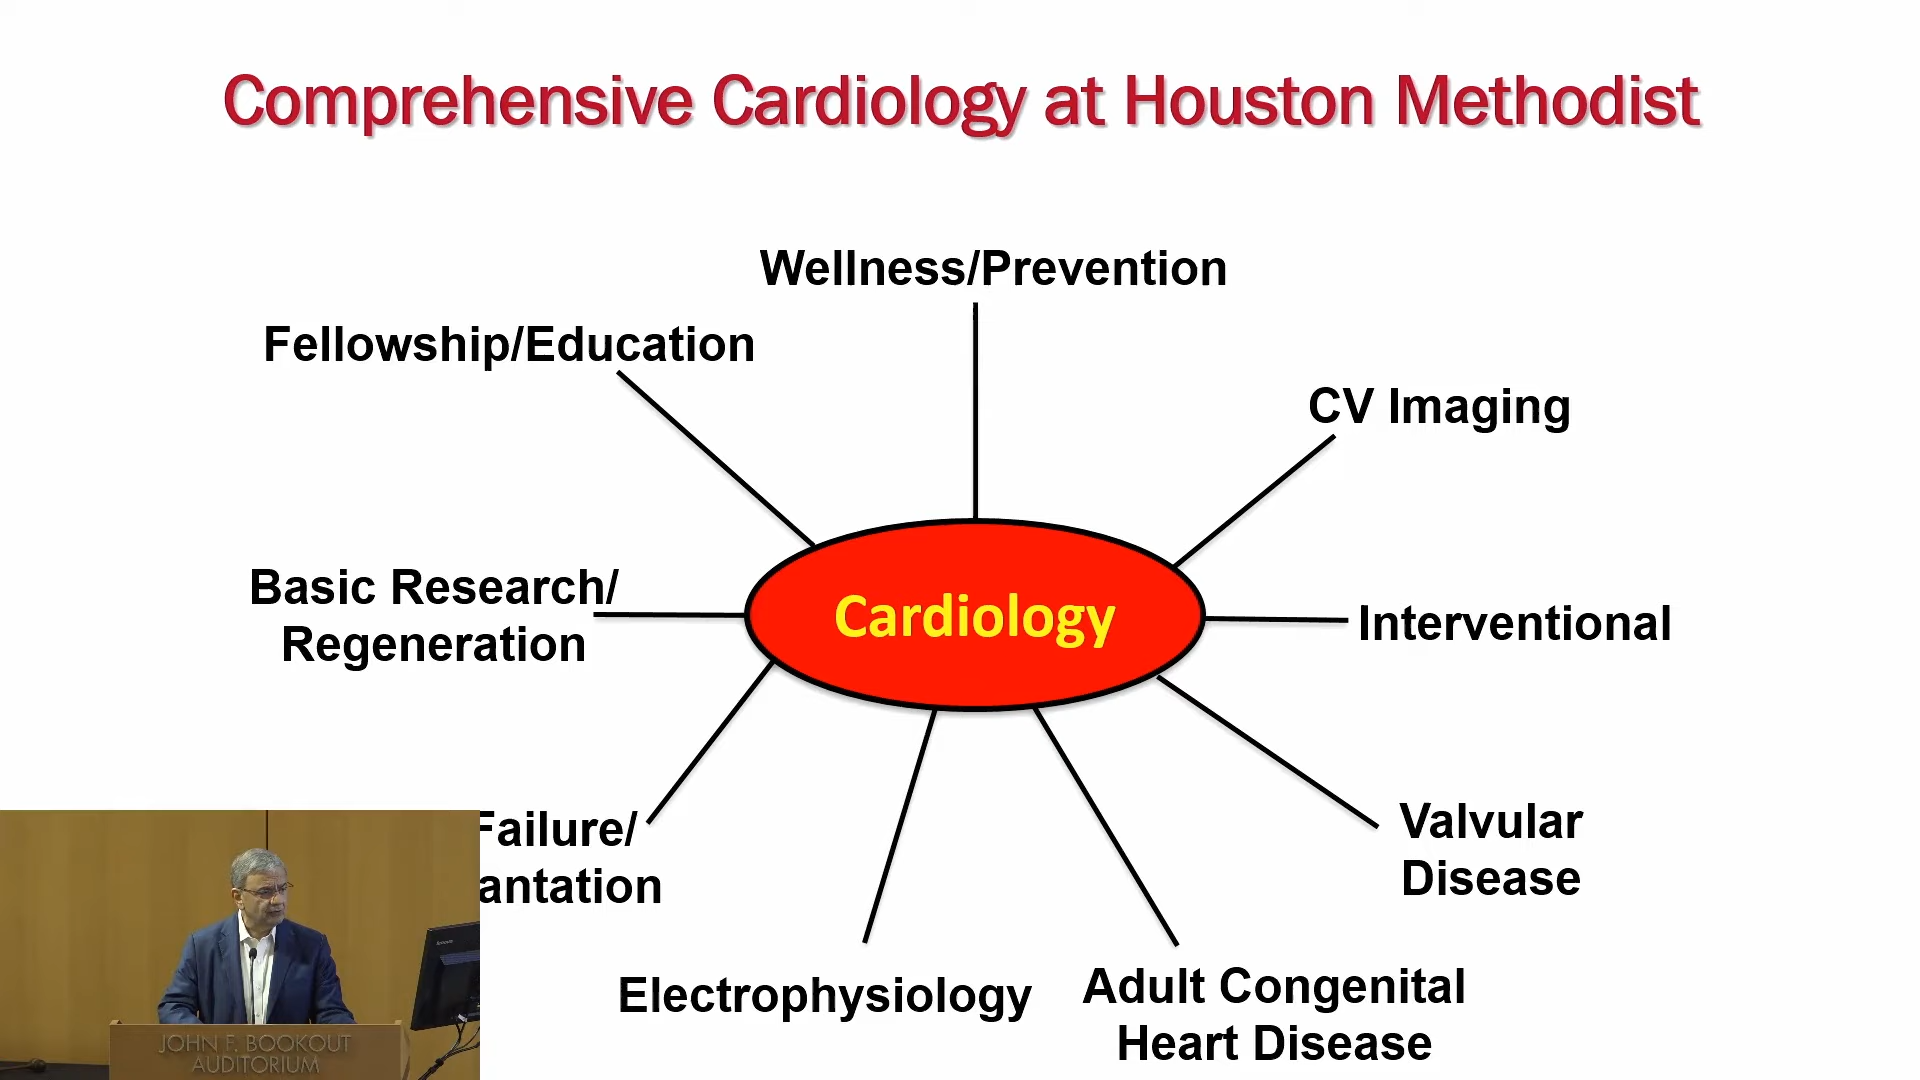 Comprehensive Cardiology at Houston Methodist
Wellness/Prevention
Fellowship/Education
CV Imaging
Basic Research/
Regeneration
Cardiology
Interventional
Failure/
antation
Valvular
Disease
Electrophysiology
Adult Congenital
Heart Disease
JOHN F. BOOKOUT
AUDITORIUM